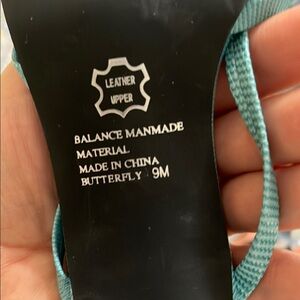 LEATHER
UPPER
BALANCE MANMADE
MATERIAL
MADE IN CHINA
BUTTERFLY 9M